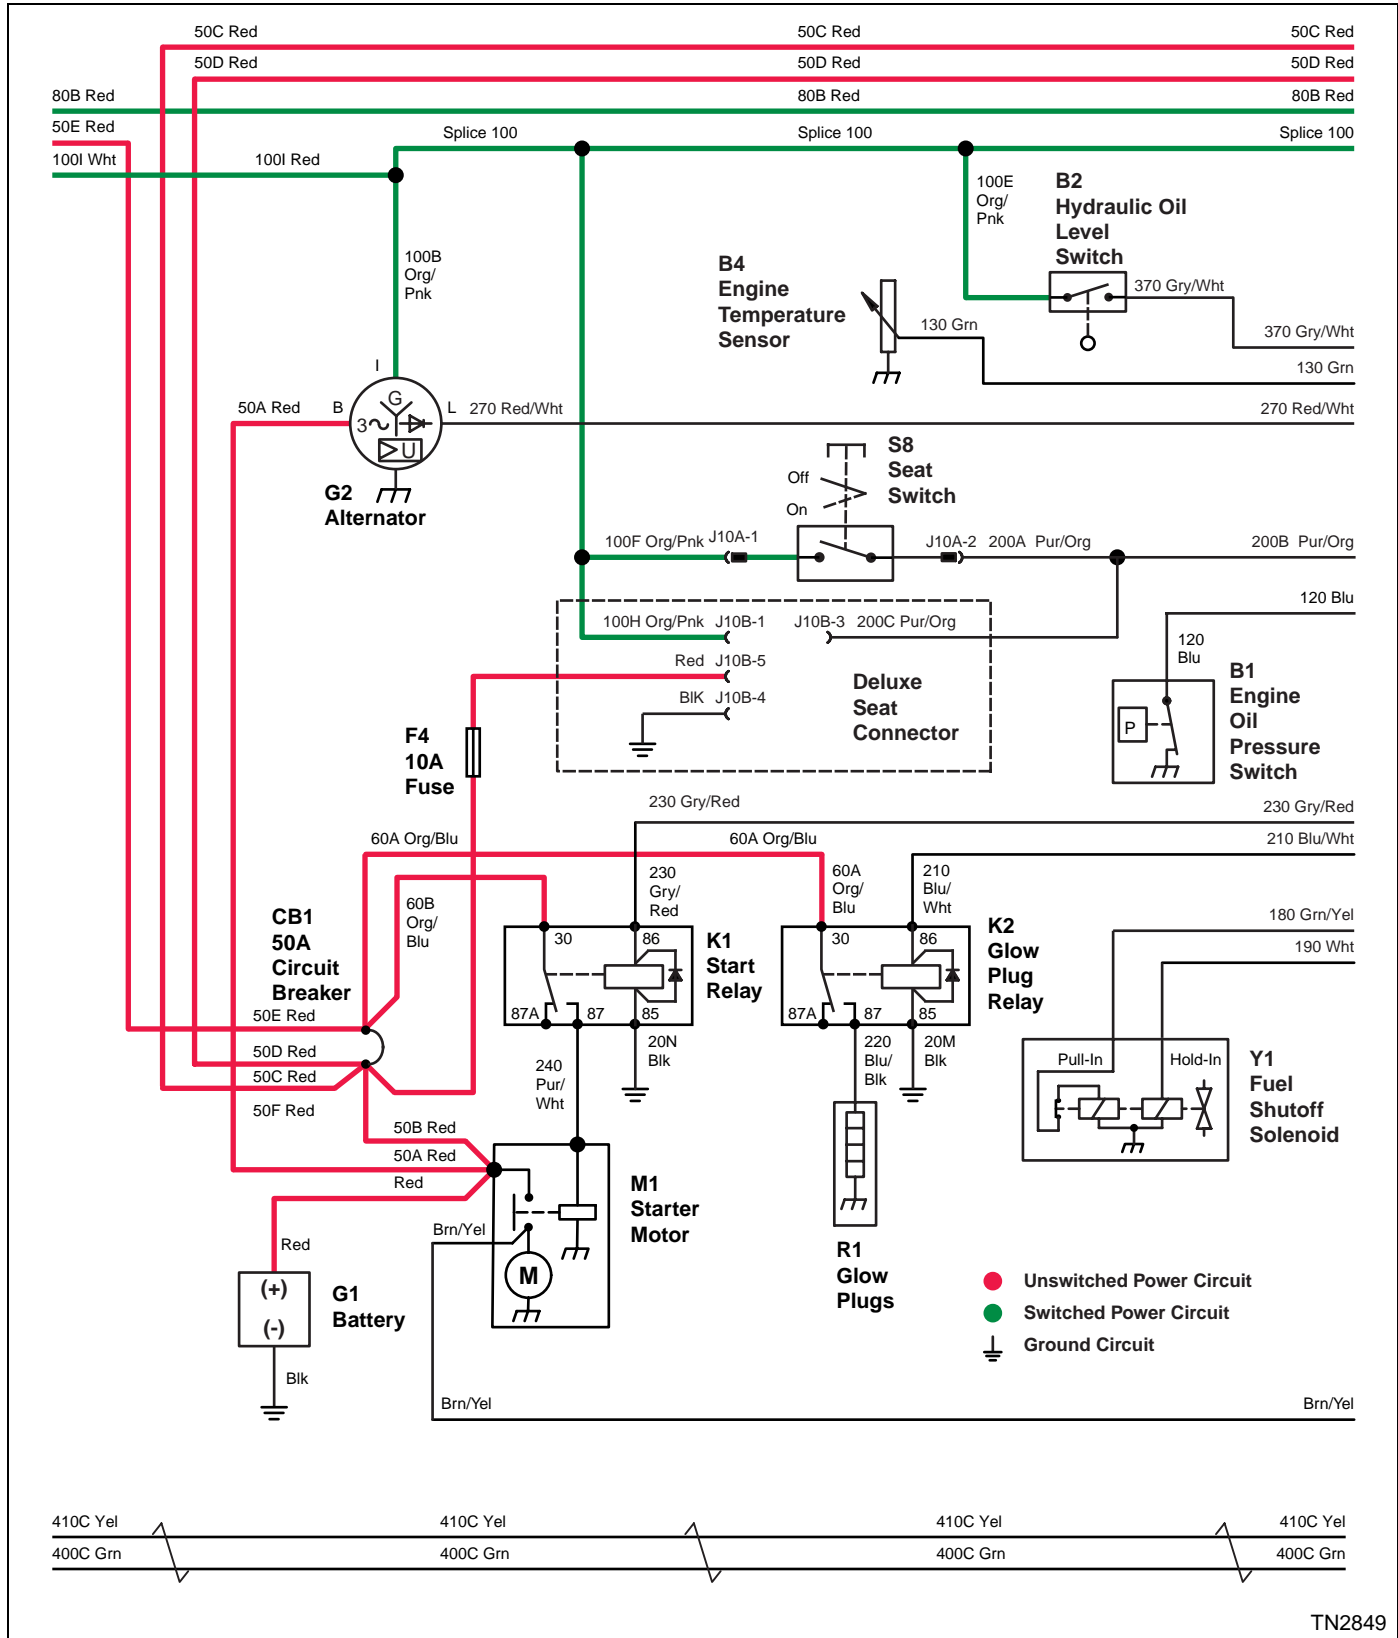 50C Red 50C Red 50C Red
50D Red 50D Red 50D Red
80B Red 80B Red 80B Red
50E Red
Splice 100 Splice 100 Splice 100
100I Wht 100I Red
100E
Org/
Pnk
B2
Hydraulic Oil
Level
Switch
100B
Org/
Pnk
B4
Engine
Temperature
Sensor
370 Gry/Wht
130 Grn
370 Gry/Wht
130 Grn
I
50A Red B
G
3
U
L 270 Red/Wht
270 Red/Wht
G2
Alternator
S8
Seat
Switch
Off
On
100F Org/Pnk J10A-1
J10A-2 200A Pur/Org
200B Pur/Org
100H Org/Pnk J10B-1
J10B-3 200C Pur/Org
Red J10B-5
BlK J10B-4
Deluxe
Seat
Connector
120 Blu
120
Blu
B1
Engine
Oil
Pressure
Switch
P
F4
10A
Fuse
230 Gry/Red
230 Gry/Red
60A Org/Blu
60A Org/Blu
210 Blu/Wht
60B
Org/
Blu
230
Gry/
Red
60A
Org/
Blu
210
Blu/
Wht
CB1
50A
Circuit
Breaker
30 86
87A 87 85
K1
Start
Relay
30 86
87A 87 85
K2
Glow
Plug
Relay
180 Grn/Yel
190 Wht
50E Red
50D Red
50C Red
50F Red
20N
Blk
240
Pur/
Wht
220
Blu/
Blk
20M
Blk
Pull-In Hold-In
Y1
Fuel
Shutoff
Solenoid
50B Red
50A Red
Red
M1
Starter
Motor
Brn/Yel
M
Red
(+)
(-)
G1
Battery
Blk
R1
Glow
Plugs
Unswitched Power Circuit
Switched Power Circuit
Ground Circuit
Brn/Yel Brn/Yel
410C Yel 410C Yel 410C Yel 410C Yel
400C Grn 400C Grn 400C Grn 400C Grn
TN2849